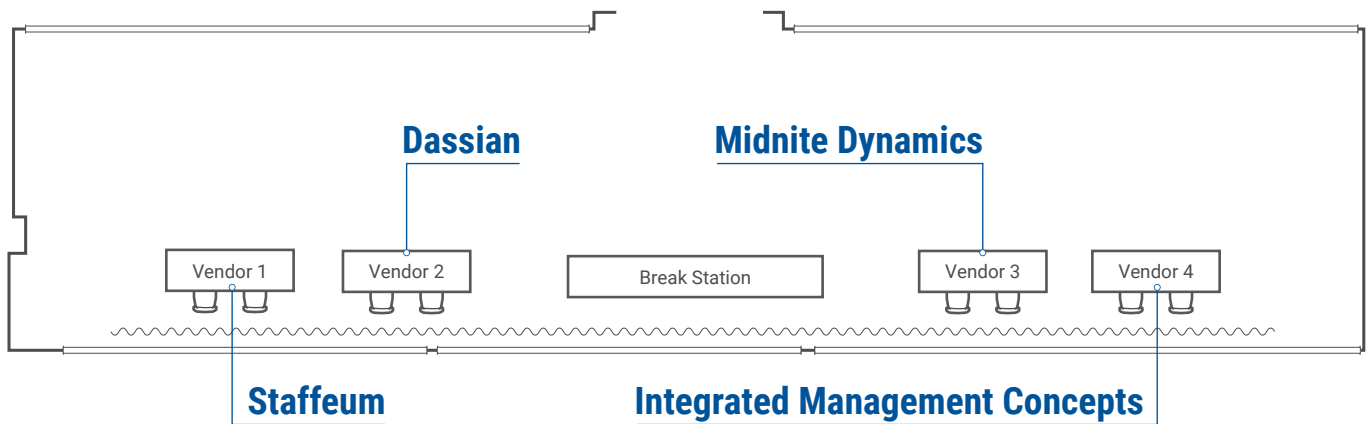 Dassian
Midnite Dynamics
Vendor 1
Vendor 2
Break Station
Vendor 3
Vendor 4
Staffeum
Integrated Management Concepts